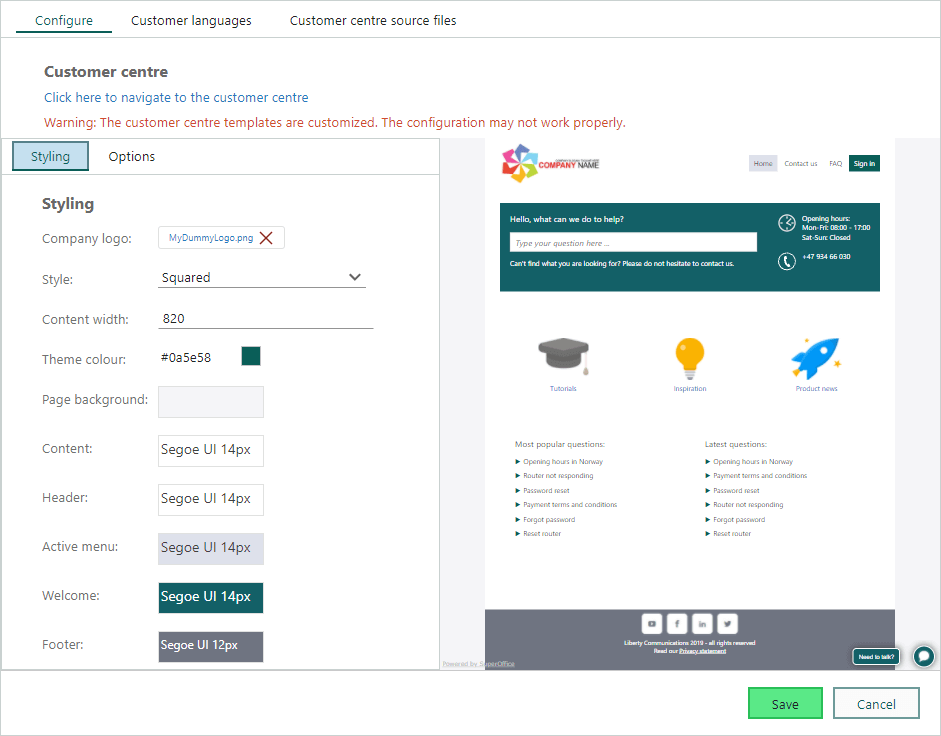 Configure
Customer languages
Customer centre source files
Customer centre
Click here to navigate to the customer centre
Warning: The customer centre templates are customized. The configuration may not work properly.
Styling
Options
Styling
Company logo:
MyDummyLogo.png
Style:
Squared
Content width:
820
Theme colour:
#0a5e58
Page background:
Content:
Segoe UI 14px
Header:
Segoe UI 14px
Active menu:
Segoe UI 14px
Welcome:
Segoe UI 14px
Footer:
Segoe UI 12px
COMPANY NAME
Home
Contact us
FAQ
Sign in
Hello, what can we do to help?
Type your question here ...
Can't find what you are looking for? Please do not hesitate to contact us.
Opening hours:
Mon-Fri: 08:00 - 17:00
Sat-Sun: Closed
+47 934 66 030
Tutorials
Inspiration
Product news
Most popular questions:
Opening hours in Norway
Router not responding
Password reset
Payment terms and conditions
Forgot password
Reset router
Latest questions:
Opening hours in Norway
Payment terms and conditions
Password reset
Router not responding
Forgot password
Reset router
Liberty Communications 2019 - all rights reserved
Read our Privacy statement
Powered by SuperOffice
Need to talk?
Save
Cancel